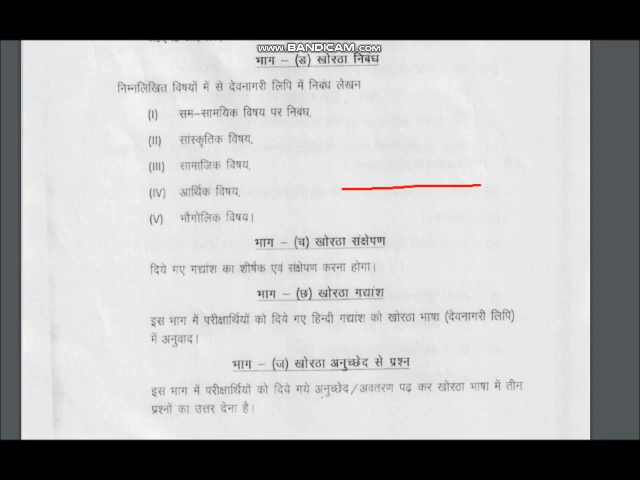 www.BANDICAM.com
भाग – (ड) खोरठा निबंध
निम्नलिखित विषयों में से देवनागरी लिपि में निबंध लेखन
(I) सम-सामयिक विषय पर निबंध,
(II) सांस्कृतिक विषय,
(III) सामाजिक विषय,
(IV) आर्थिक विषय,
(V) भौगोलिक विषय।
भाग – (च) खोरठा संक्षेपण
दिये गए गद्यांश का शीर्षक एवं संक्षेपण करना होगा।
भाग – (छ) खोरठा गद्यांश
इस भाग में परीक्षार्थियों को दिये गए हिन्दी गद्यांश को खोरठा भाषा (देवनागरी लिपि)
में अनुवाद।
भाग – (ज) खोरठा अनुच्छेद से प्रश्न
इस भाग में परीक्षार्थियों को दिये गये अनुच्छेद/अवतरण पढ़ कर खोरठा भाषा में तीन
प्रश्नों का उत्तर देना है।